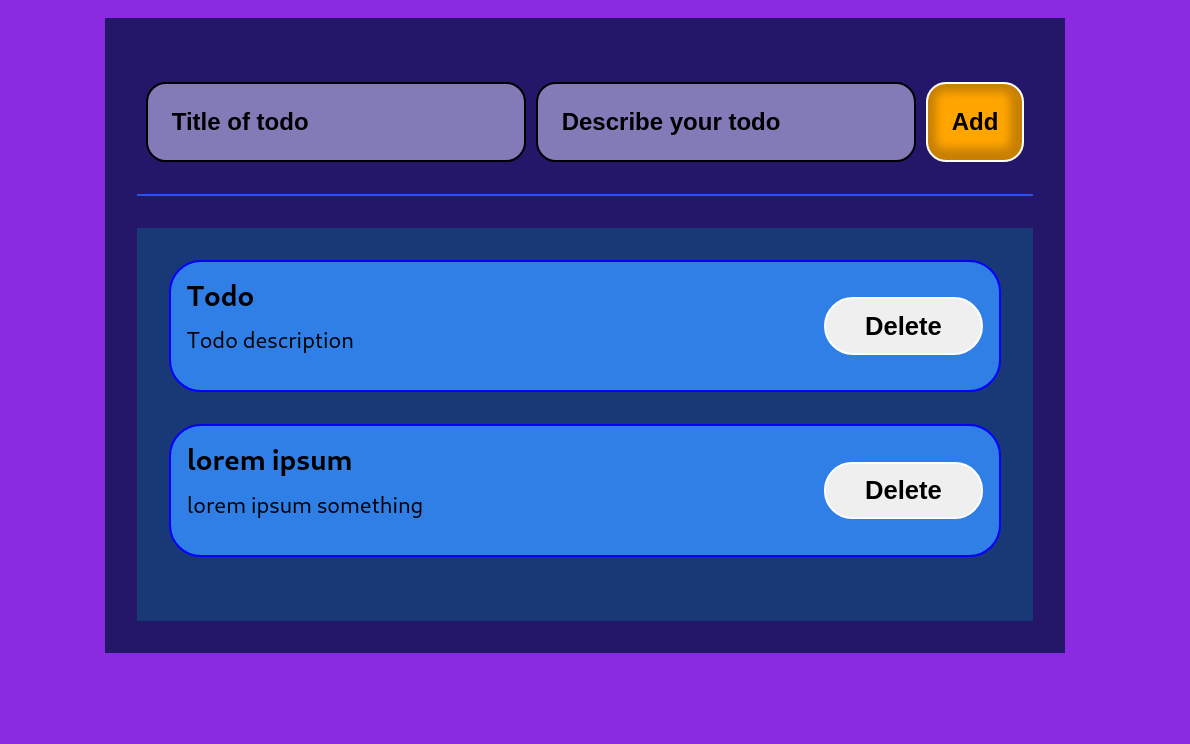 Title of todo
Describe your todo
Add
Todo
Todo description
Delete
lorem ipsum
lorem ipsum something
Delete